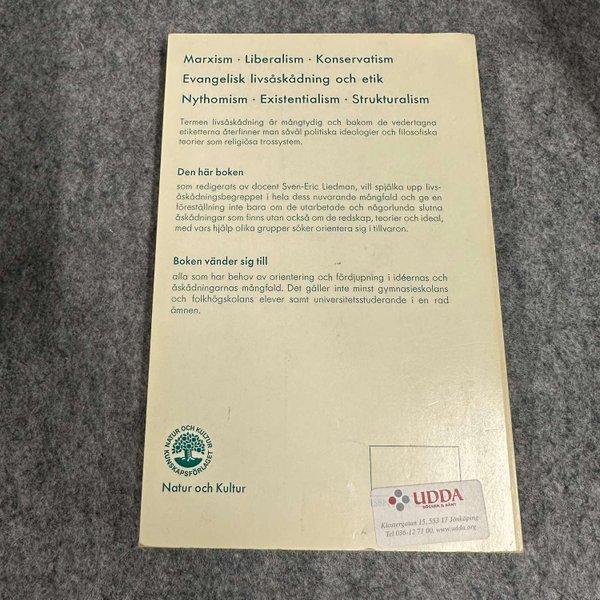 Marxism · Liberalism · Konservatism
Evangelisk livsåskådning och etik
Nythomism · Existentialism · Strukturalism
Termen livsåskådning är mångtydig och bakom de vedertagna
etiketterna återfinner man såväl politiska ideologier och filosofiska
teorier som religiösa trossystem.
Den här boken
som redigerats av docent Sven-Eric Liedman, vill spjälka upp livs-
åskådningsbegreppet i hela dess nuvarande mångfald och ge en
föreställning inte bara om de utarbetade och någorlunda slutna
åskådningar som finns utan också om de redskap, teorier och ideal,
med vars hjälp olika grupper söker orientera sig i tillvaron.
Boken vänder sig till
alla som har behov av orientering och fördjupning i idéernas och
åskådningarnas mångfald. Det gäller inte minst gymnasieskolans
och folkhögskolans elever samt universitetsstuderande i en rad
ämnen.
NATUR OCH KULTUR
KUNSKAPSFÖRLAGET
Natur och Kultur
UDDA
BÖCKER & SÅNT
Klostergatan 15, 553 17 Jönköping
Tel 036-12 71 00, www.udda.org